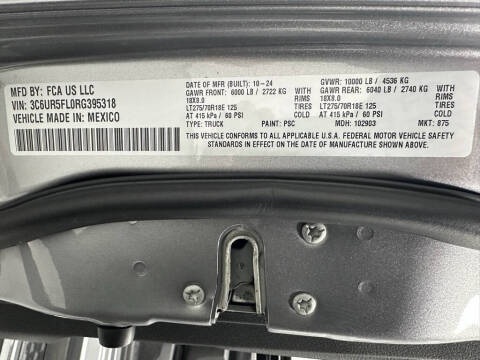 MFD BY: FCA US LLC
VIN: 3C6UR5FL0RG395318
VEHICLE MADE IN: MEXICO
DATE OF MFR (BUILT): 10-24
GAWR FRONT: 6000 LB / 2722 KG
18X8.0 RIMS
LT275/70R18E 125 TIRES
AT 415 kPa / 60 PSI COLD
TYPE: TRUCK PAINT: PSC
GVWR: 10000 LB / 4536 KG
GAWR REAR: 6040 LB / 2740 KG
18X8.0 RIMS
LT275/70R18E 125 TIRES
AT 415 kPa / 60 PSI COLD
MDH: 102903 MKT: 875
THIS VEHICLE CONFORMS TO ALL APPLICABLE U.S.A. FEDERAL MOTOR VEHICLE SAFETY
STANDARDS IN EFFECT ON THE DATE OF MANUFACTURE SHOWN ABOVE.